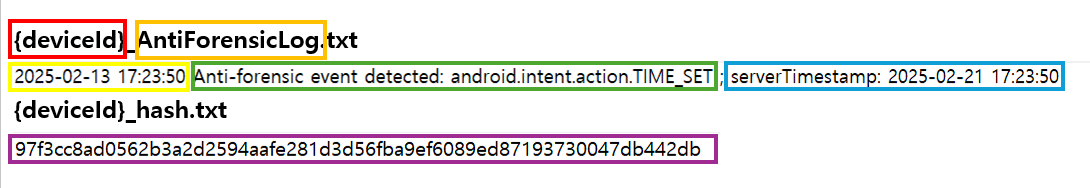 {deviceId}_AntiForensicLog.txt
2025-02-13 17:23:50 Anti-forensic event detected: android.intent.action.TIME_SET ; serverTimestamp: 2025-02-21 17:23:50
{deviceId}_hash.txt
97f3cc8ad0562b3a2d2594aafe281d3d56fba9ef6089ed87193730047db442db